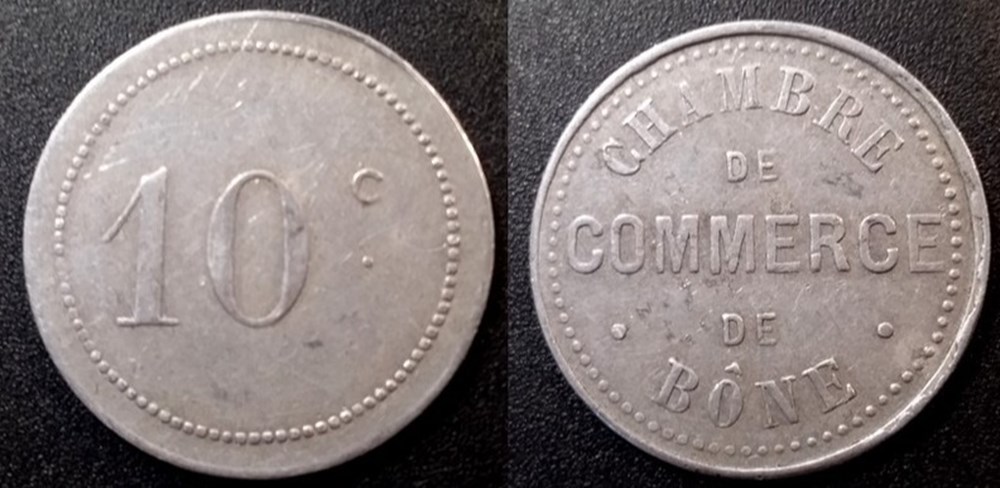 10 c.
CHAMBRE
DE
COMMERCE
• DE •
BÔNE